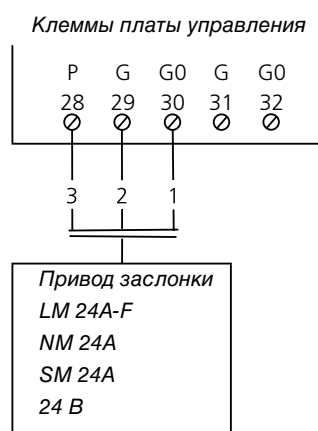 Клеммы платы управления
P G G0 G G0
28 29 30 31 32
3 2 1
Привод заслонки
LM 24A-F
NM 24A
SM 24A
24 В